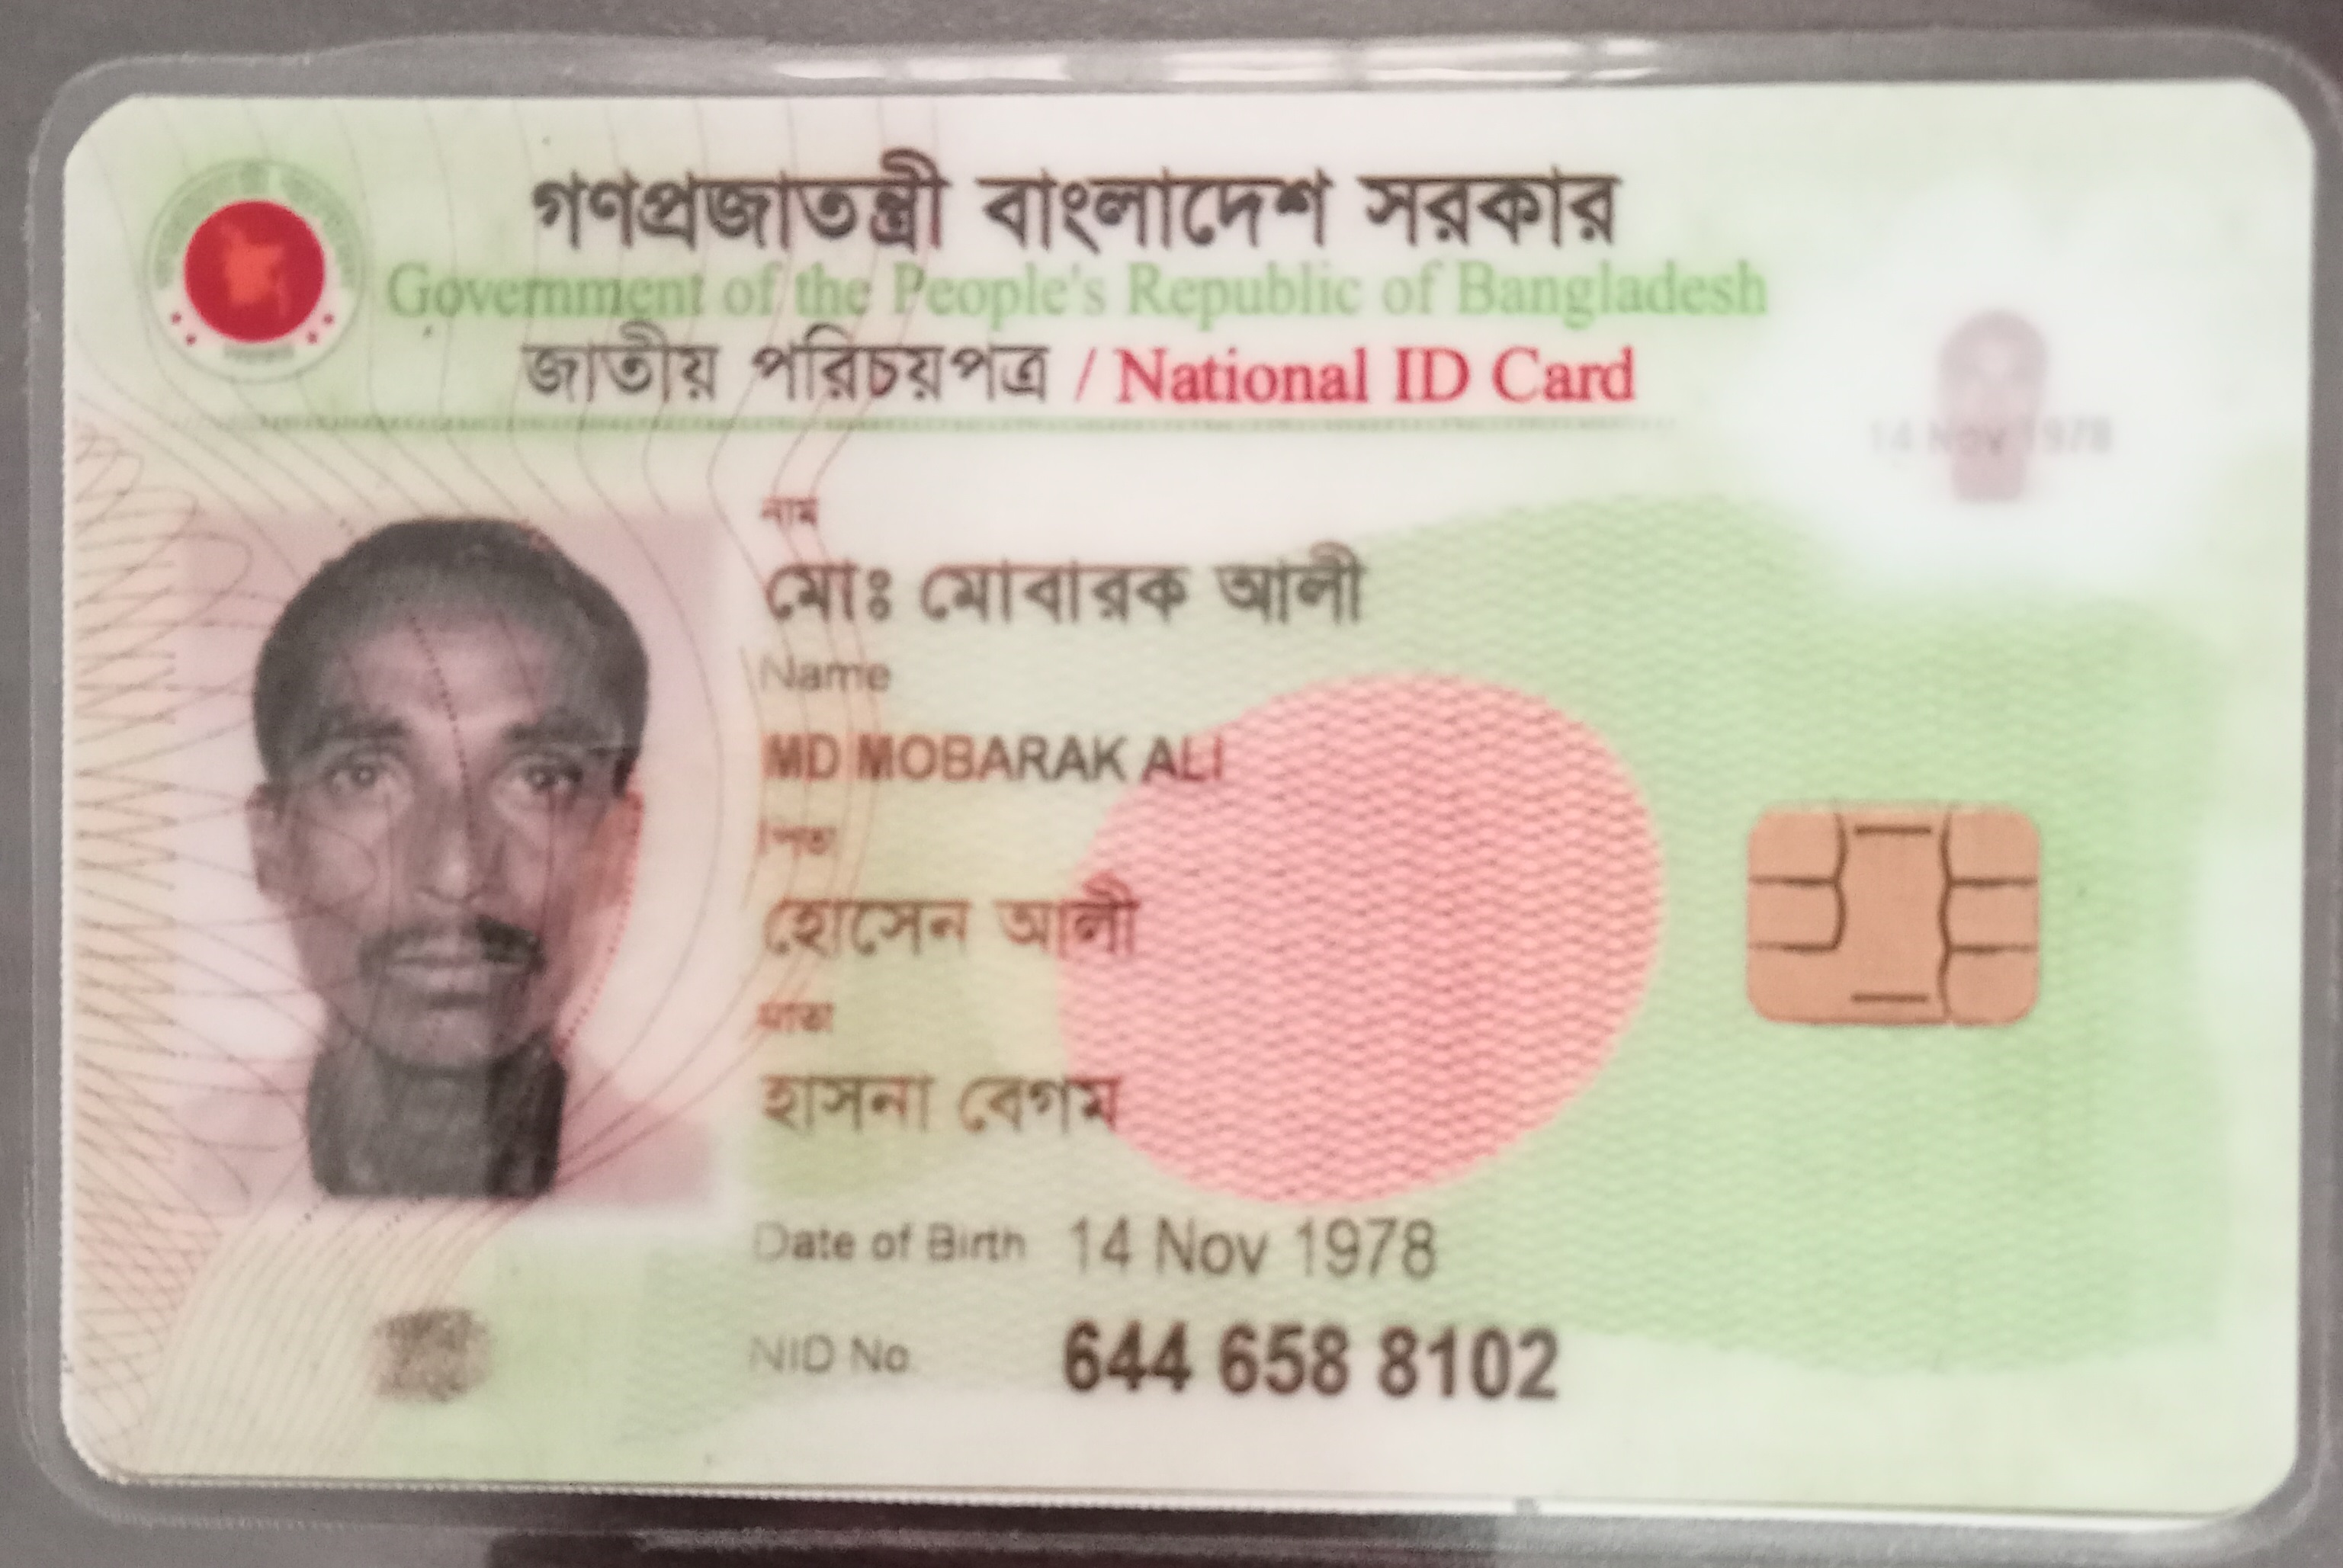 গণপ্রজাতন্ত্রী বাংলাদেশ সরকার
Government of the People's Republic of Bangladesh
জাতীয় পরিচয়পত্র / National ID Card
14 Nov 1978
নাম
মোঃ মোবারক আলী
Name
MD MOBARAK ALI
পিতা
হোসেন আলী
মাতা
হাসনা বেগম
Date of Birth 14 Nov 1978
NID No. 644 658 8102